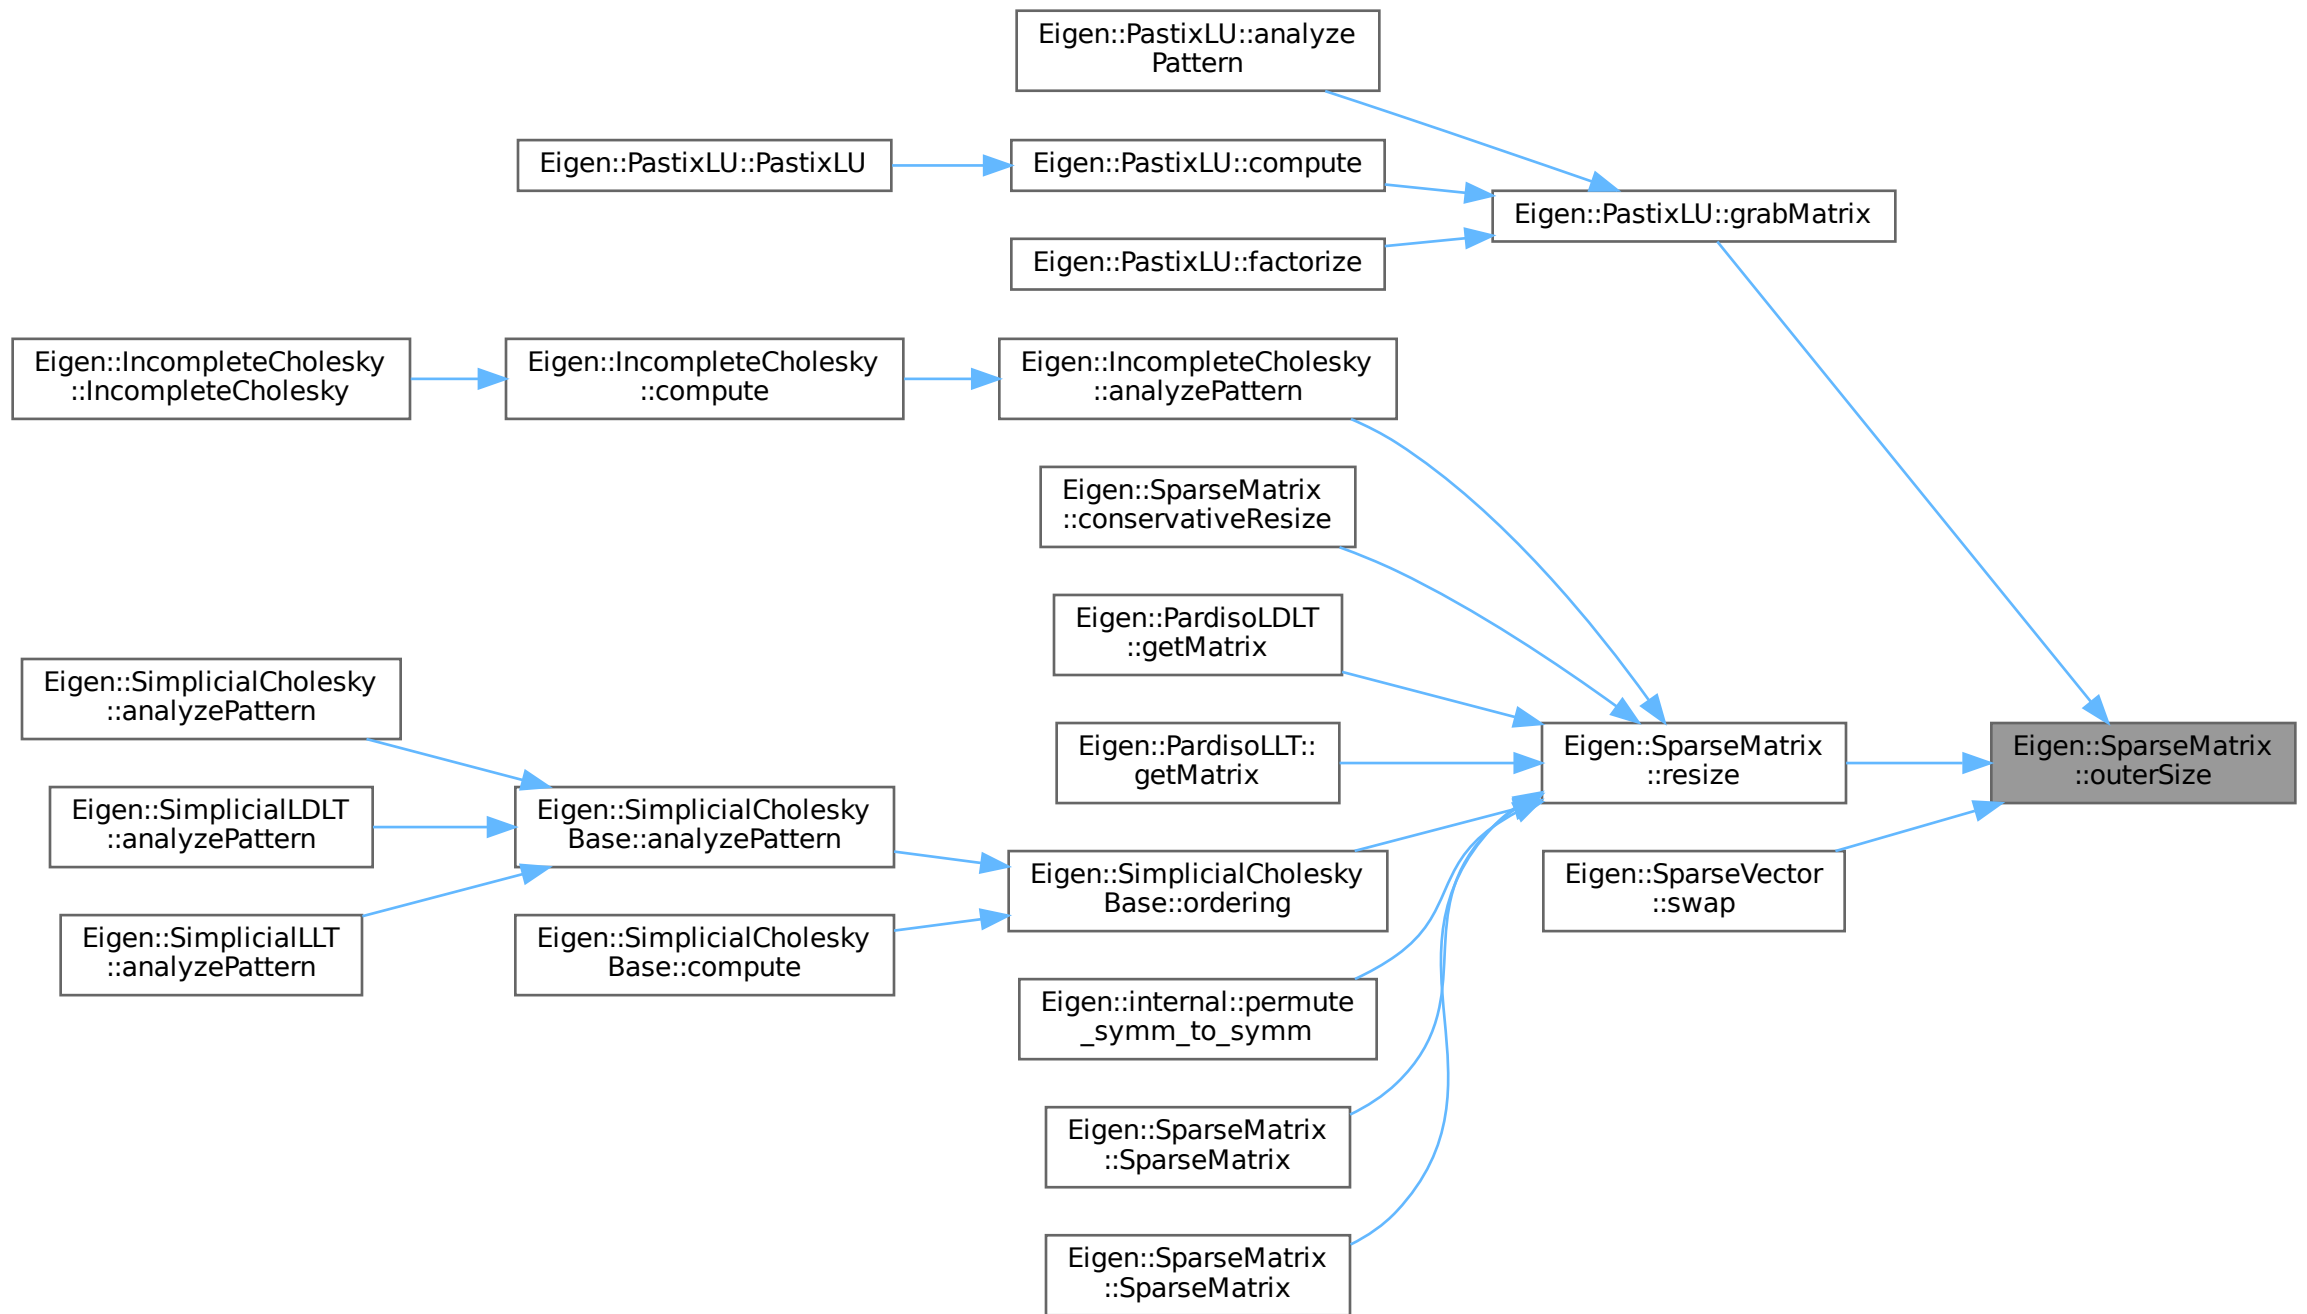 Eigen::PastixLU::analyze
Pattern
Eigen::PastixLU::PastixLU
Eigen::PastixLU::compute
Eigen::PastixLU::grabMatrix
Eigen::PastixLU::factorize
Eigen::IncompleteCholesky
::IncompleteCholesky
Eigen::IncompleteCholesky
::compute
Eigen::IncompleteCholesky
::analyzePattern
Eigen::SparseMatrix
::conservativeResize
Eigen::PardisoLDLT
::getMatrix
Eigen::SimplicialCholesky
::analyzePattern
Eigen::PardisoLLT::
getMatrix
Eigen::SparseMatrix
::resize
Eigen::SparseMatrix
::outerSize
Eigen::SimplicialLDLT
::analyzePattern
Eigen::SimplicialCholesky
Base::analyzePattern
Eigen::SimplicialCholesky
Base::ordering
Eigen::SparseVector
::swap
Eigen::SimplicialLLT
::analyzePattern
Eigen::SimplicialCholesky
Base::compute
Eigen::internal::permute
_symm_to_symm
Eigen::SparseMatrix
::SparseMatrix
Eigen::SparseMatrix
::SparseMatrix